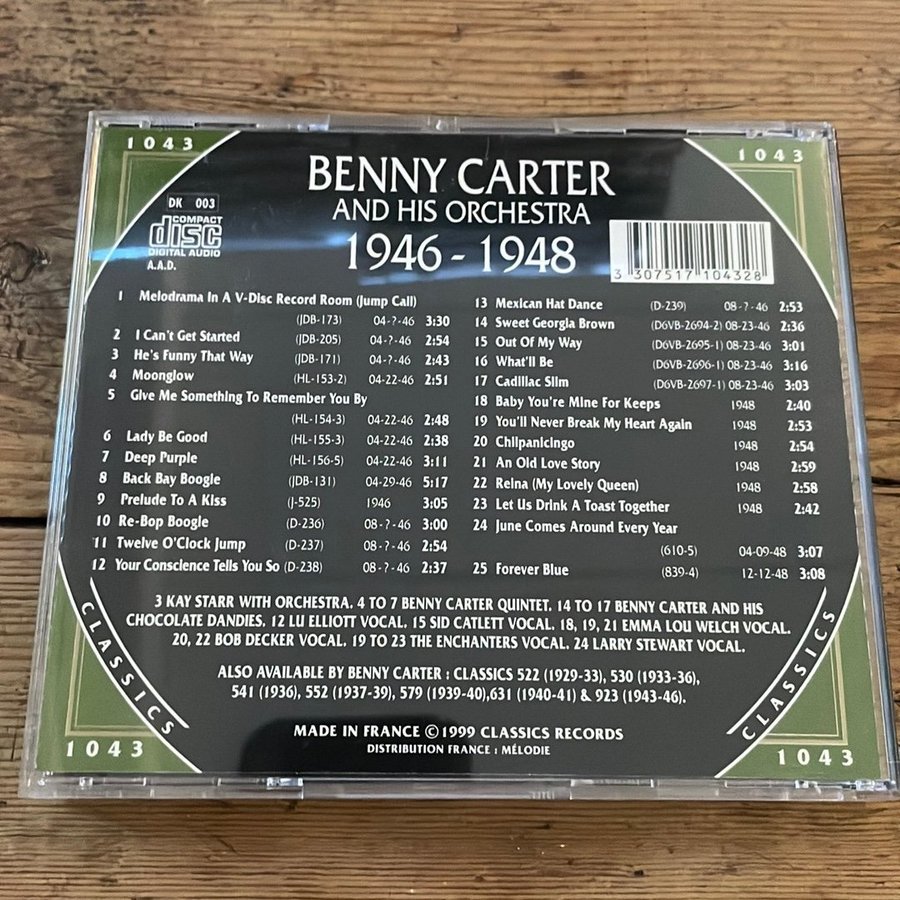 1043
1043
BENNY CARTER
AND HIS ORCHESTRA
1946 - 1948
DK 003
COMPACT
disc
DIGITAL AUDIO
A.A.D.
3 307517 104328
1 Melodrama In A V-Disc Record Room (Jump Call)
(JDB-173) 04-?-46 3:30
2 I Can't Get Started (JDB-205) 04-?-46 2:54
3 He's Funny That Way (JDB-171) 04-?-46 2:43
4 Moonglow (HL-153-2) 04-22-46 2:51
5 Give Me Something To Remember You By
(HL-154-3) 04-22-46 2:48
6 Lady Be Good (HL-155-3) 04-22-46 2:38
7 Deep Purple (HL-156-5) 04-22-46 3:11
8 Back Bay Boogie (JDB-131) 04-29-46 5:17
9 Prelude To A Kiss (J-525) 1946 3:05
10 Re-Bop Boogie (D-236) 08-?-46 3:00
11 Twelve O'Clock Jump (D-237) 08-?-46 2:54
12 Your Conscience Tells You So (D-238) 08-?-46 2:37
13 Mexican Hat Dance (D-239) 08-?-46 2:53
14 Sweet Georgia Brown (D6VB-2694-2) 08-23-46 2:36
15 Out Of My Way (D6VB-2695-1) 08-23-46 3:01
16 What'll Be (D6VB-2696-1) 08-23-46 3:16
17 Cadillac Slim (D6VB-2697-1) 08-23-46 3:03
18 Baby You're Mine For Keeps 1948 2:40
19 You'll Never Break My Heart Again 1948 2:53
20 Chilpanicingo 1948 2:54
21 An Old Love Story 1948 2:59
22 Reina (My Lovely Queen) 1948 2:58
23 Let Us Drink A Toast Together 1948 2:42
24 June Comes Around Every Year
(610-5) 04-09-48 3:07
25 Forever Blue (839-4) 12-12-48 3:08
3 KAY STARR WITH ORCHESTRA. 4 TO 7 BENNY CARTER QUINTET. 14 TO 17 BENNY CARTER AND HIS
CHOCOLATE DANDIES. 12 LU ELLIOTT VOCAL. 15 SID CATLETT VOCAL. 18, 19, 21 EMMA LOU WELCH VOCAL.
20, 22 BOB DECKER VOCAL. 19 TO 23 THE ENCHANTERS VOCAL. 24 LARRY STEWART VOCAL.
ALSO AVAILABLE BY BENNY CARTER : CLASSICS 522 (1929-33), 530 (1933-36),
541 (1936), 552 (1937-39), 579 (1939-40),631 (1940-41) & 923 (1943-46).
MADE IN FRANCE ©1999 CLASSICS RECORDS
DISTRIBUTION FRANCE : MÉLODIE
CLASSICS
CLASSICS
1043
1043